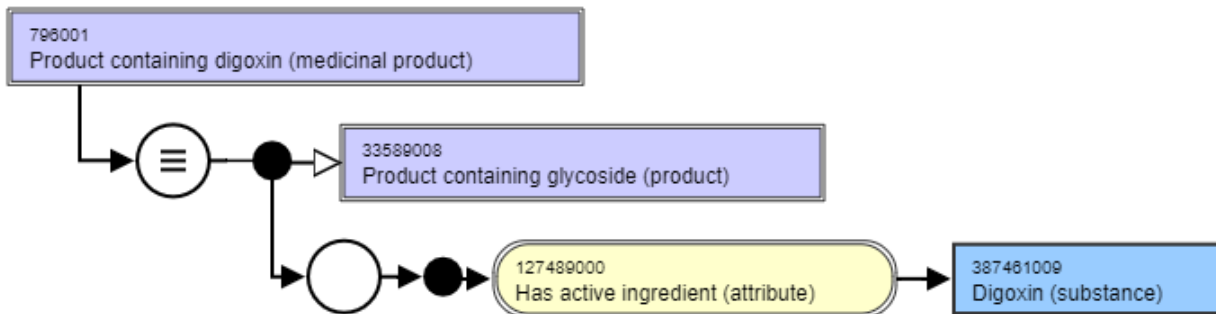 796001
Product containing digoxin (medicinal product)
33589008
Product containing glycoside (product)
127489000
Has active ingredient (attribute)
387461009
Digoxin (substance)